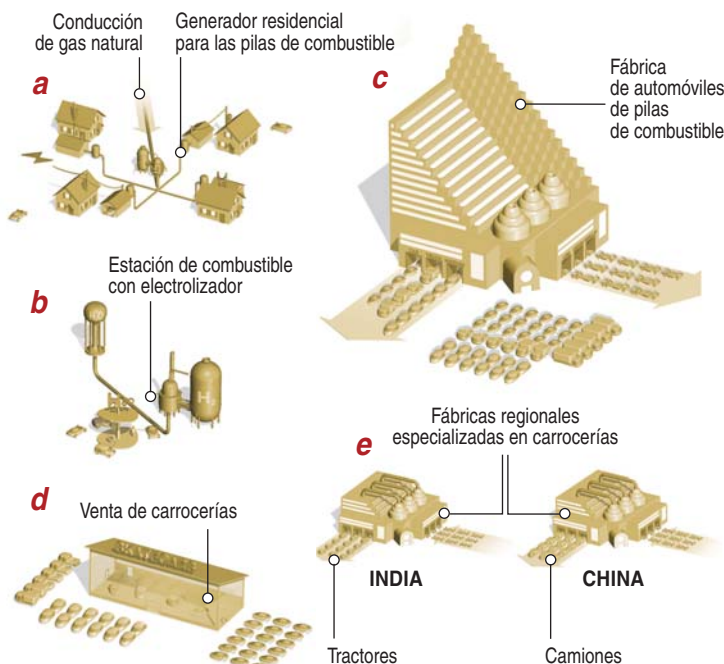 Conducción
de gas natural
Generador residencial
para las pilas de combustible
a
c
Fábrica
de automóviles
de pilas
de combustible
Estación de combustible
con electrolizador
b
H₂
e
Fábricas regionales
especializadas en carrocerías
d
Venta de carrocerías
INDIA
CHINA
Tractores
Camiones